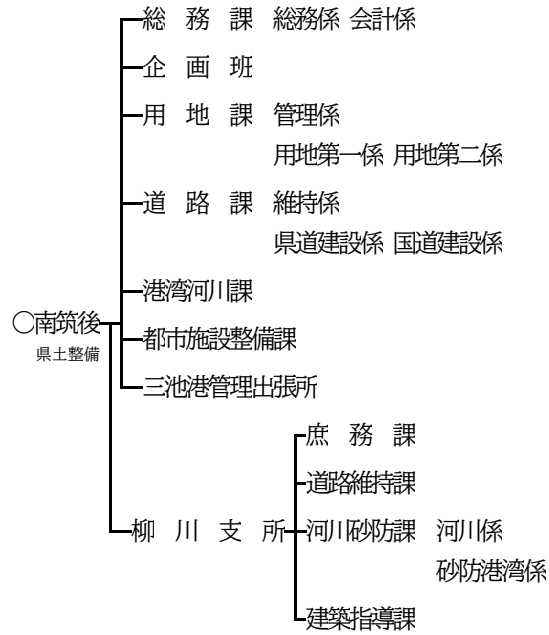 総務課 総務係 会計係
企画班
用地課 管理係
用地第一係 用地第二係
道路課 維持係
県道建設係 国道建設係
港湾河川課
〇南筑後
都市施設整備課
県土整備
三池港管理出張所
庶務課
道路維持課
柳川支所 河川砂防課 河川係
砂防港湾係
建築指導課